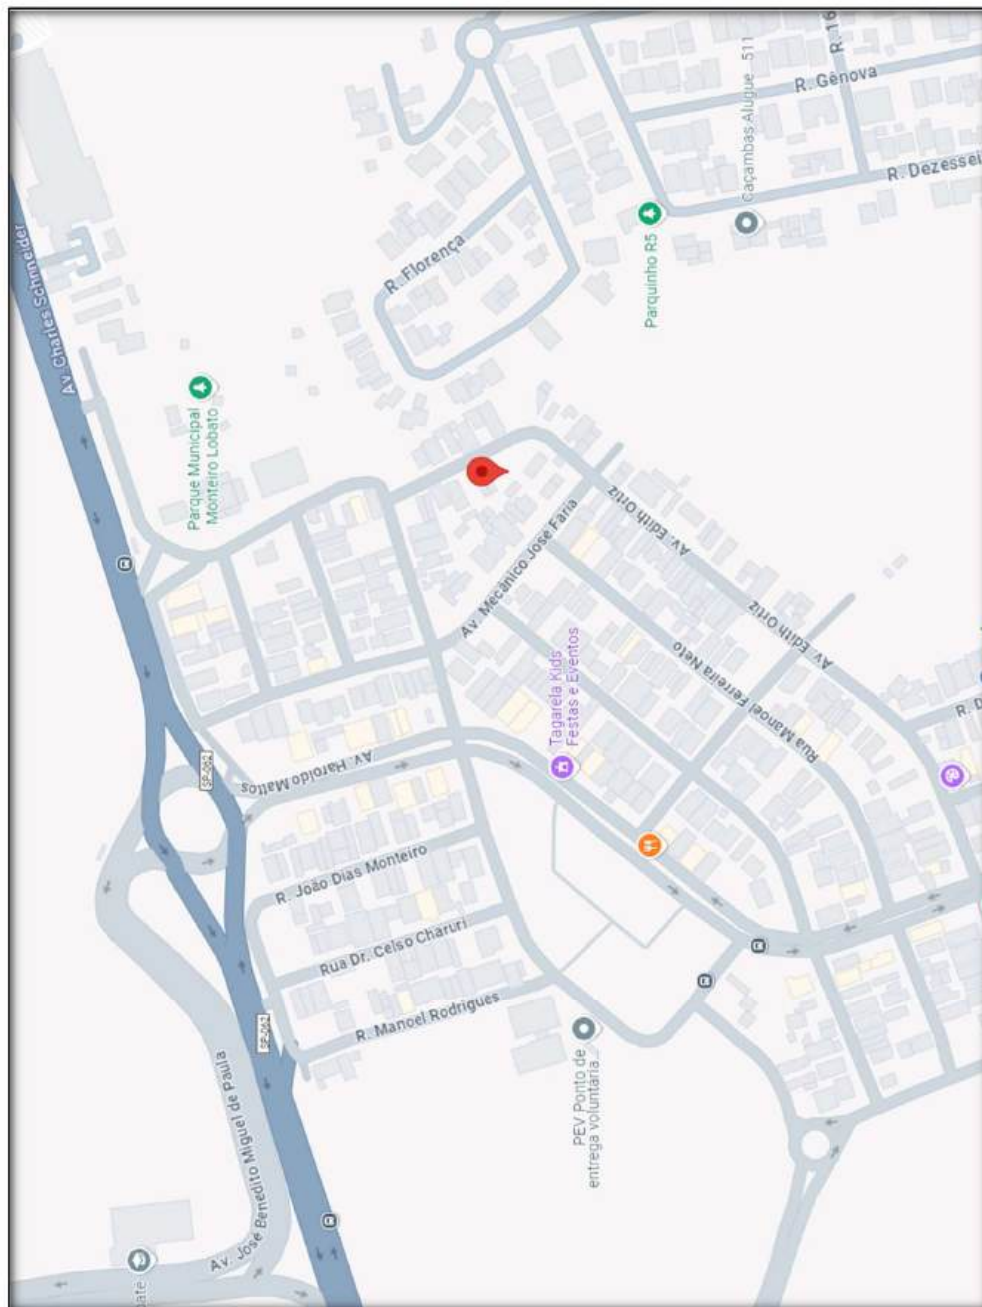 R. 16
R. Gênova
Caçambas Alugue 511
R. Dezessei
Parquinho R5
R. Florença
Av. Charles Schnneider
Parque Municipal
Monteiro Lobato
Av. Mecânico José Faria
Av. Edith Ortiz
Av. Edith Ortiz
Rua Manoel Ferreira Neto
Tagarela Kids
Festas e Eventos
R. D
SP-062
Av. Haroldo Mattos
R. João Dias Monteiro
Rua Dr. Celso Charuri
R. Manoel Rodrigues
SP-062
PEV Ponto de
entrega voluntária...
Av. José Benedito Miguel de Paula
baté